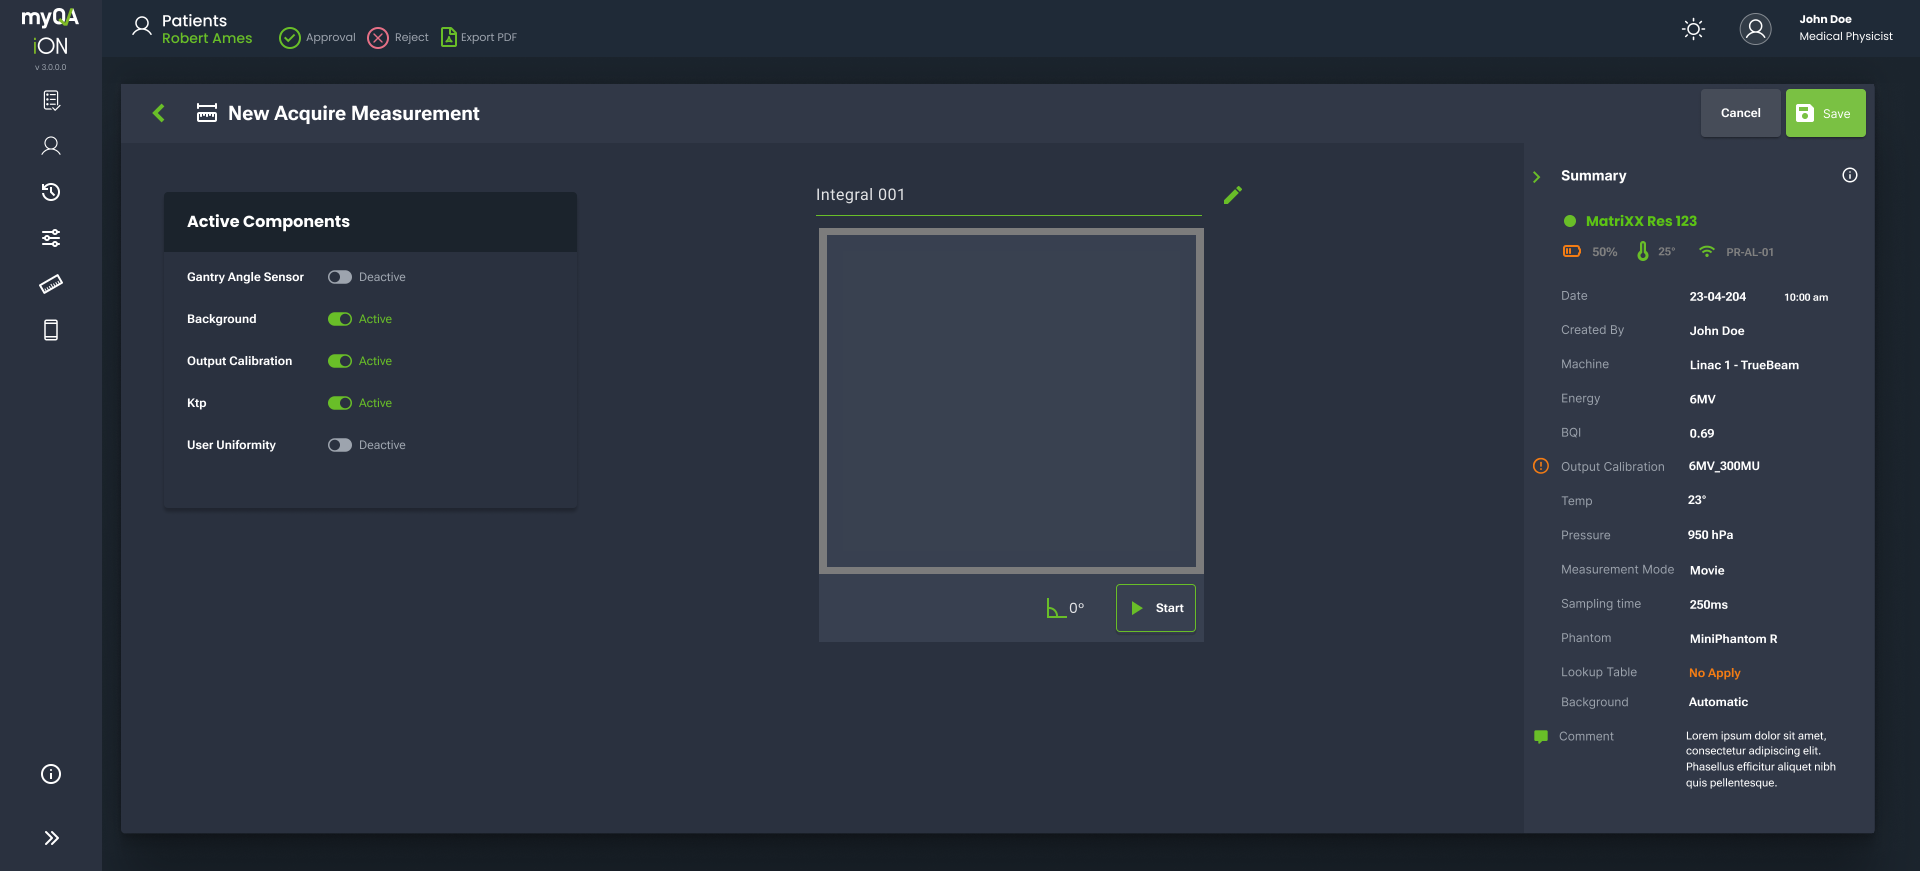 myQA
iON
v 3.0.0.0
Patients
Robert Ames
Approval
Reject
Export PDF
John Doe
Medical Physicist
New Acquire Measurement
Cancel
Save
Active Components
Gantry Angle Sensor Deactive
Background Active
Output Calibration Active
Ktp Active
User Uniformity Deactive
Integral 001
0°
Start
Summary
MatriXX Res 123
50% 25° PR-AL-01
Date 23-04-204 10:00 am
Created By John Doe
Machine Linac 1 - TrueBeam
Energy 6MV
BQI 0.69
Output Calibration 6MV_300MU
Temp 23°
Pressure 950 hPa
Measurement Mode Movie
Sampling time 250ms
Phantom MiniPhantom R
Lookup Table No Apply
Background Automatic
Comment Lorem ipsum dolor sit amet,
consectetur adipiscing elit.
Phasellus efficitur aliquet nibh
quis pellentesque.